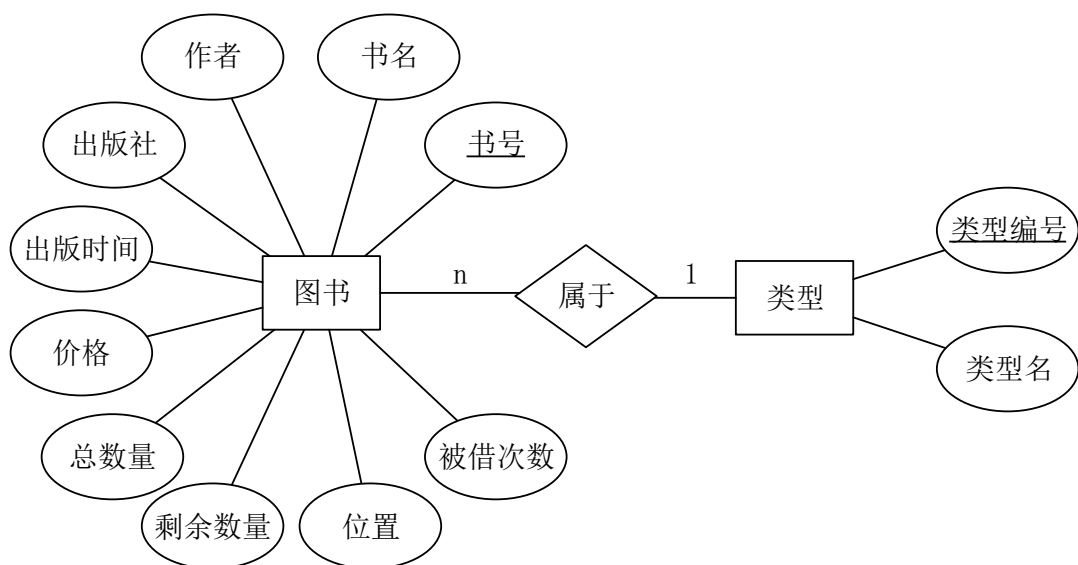 作者
书名
出版社
书号
出版时间
类型编号
图书
n
属于
1
类型
价格
类型名
总数量
被借次数
剩余数量
位置